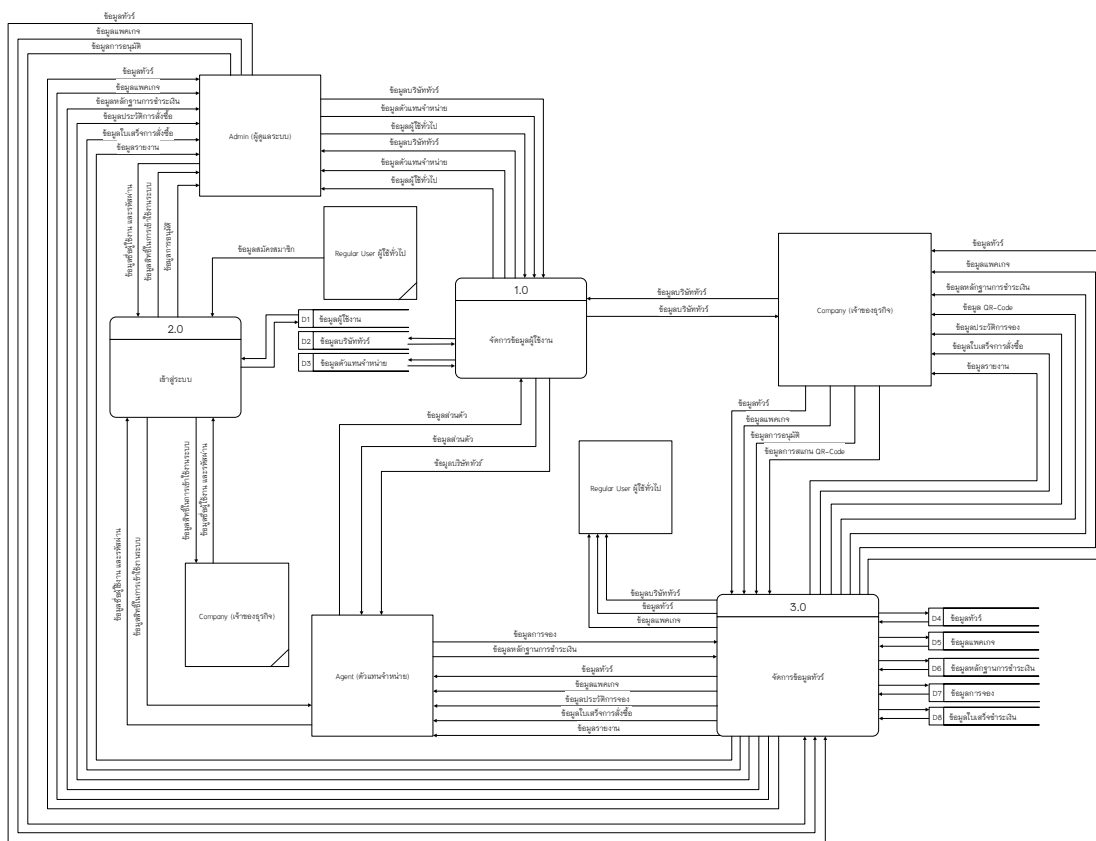 ข้อมูลทัวร์
ข้อมูลแพคเกจ
ข้อมูลการอนุมัติ
ข้อมูลทัวร์
ข้อมูลแพคเกจ
ข้อมูลหลักฐานการชำระเงิน
ข้อมูลประวัติการสั่งซื้อ
ข้อมูลใบเสร็จการสั่งซื้อ
ข้อมูลรายงาน
Admin (ผู้ดูแลระบบ)
ข้อมูลบริษัททัวร์
ข้อมูลตัวแทนจำหน่าย
ข้อมูลผู้ใช้ทั่วไป
ข้อมูลบริษัททัวร์
ข้อมูลตัวแทนจำหน่าย
ข้อมูลผู้ใช้ทั่วไป
ข้อมูลชื่อผู้ใช้งาน และรหัสผ่าน
ข้อมูลสิทธิ์ในการเข้าใช้งานระบบ
ข้อมูลการอนุมัติ
ข้อมูลสมัครสมาชิก
Regular User ผู้ใช้ทั่วไป
1.0
จัดการข้อมูลผู้ใช้งาน
2.0
เข้าสู่ระบบ
D1 ข้อมูลผู้ใช้งาน
D2 ข้อมูลบริษัททัวร์
D3 ข้อมูลตัวแทนจำหน่าย
ข้อมูลบริษัททัวร์
ข้อมูลบริษัททัวร์
Company (เจ้าของธุรกิจ)
ข้อมูลทัวร์
ข้อมูลแพคเกจ
ข้อมูลหลักฐานการชำระเงิน
ข้อมูล QR-Code
ข้อมูลประวัติการจอง
ข้อมูลใบเสร็จการสั่งซื้อ
ข้อมูลรายงาน
ข้อมูลทัวร์
ข้อมูลแพคเกจ
ข้อมูลการอนุมัติ
ข้อมูลการสแกน QR-Code
ข้อมูลส่วนตัว
ข้อมูลส่วนตัว
ข้อมูลบริษัททัวร์
Regular User ผู้ใช้ทั่วไป
ข้อมูลสิทธิ์ในการเข้าใช้งานระบบ
ข้อมูลชื่อผู้ใช้งาน และรหัสผ่าน
ข้อมูลชื่อผู้ใช้งาน และรหัสผ่าน
ข้อมูลสิทธิ์ในการเข้าใช้งานระบบ
Company (เจ้าของธุรกิจ)
ข้อมูลบริษัททัวร์
ข้อมูลทัวร์
ข้อมูลแพคเกจ
Agent (ตัวแทนจำหน่าย)
ข้อมูลการจอง
ข้อมูลหลักฐานการชำระเงิน
ข้อมูลทัวร์
ข้อมูลแพคเกจ
ข้อมูลประวัติการจอง
ข้อมูลใบเสร็จการสั่งซื้อ
ข้อมูลรายงาน
3.0
จัดการข้อมูลทัวร์
D4 ข้อมูลทัวร์
D5 ข้อมูลแพคเกจ
D6 ข้อมูลหลักฐานการชำระเงิน
D7 ข้อมูลการจอง
D8 ข้อมูลใบเสร็จชำระเงิน